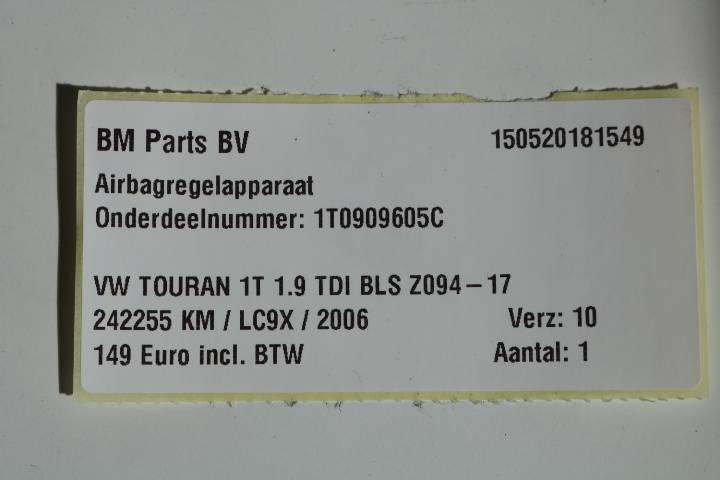 BM Parts BV 150520181549
Airbagregelapparaat
Onderdeelnummer: 1T0909605C
VW TOURAN 1T 1.9 TDI BLS Z094-17
242255 KM / LC9X / 2006 Verz: 10
149 Euro incl. BTW Aantal: 1